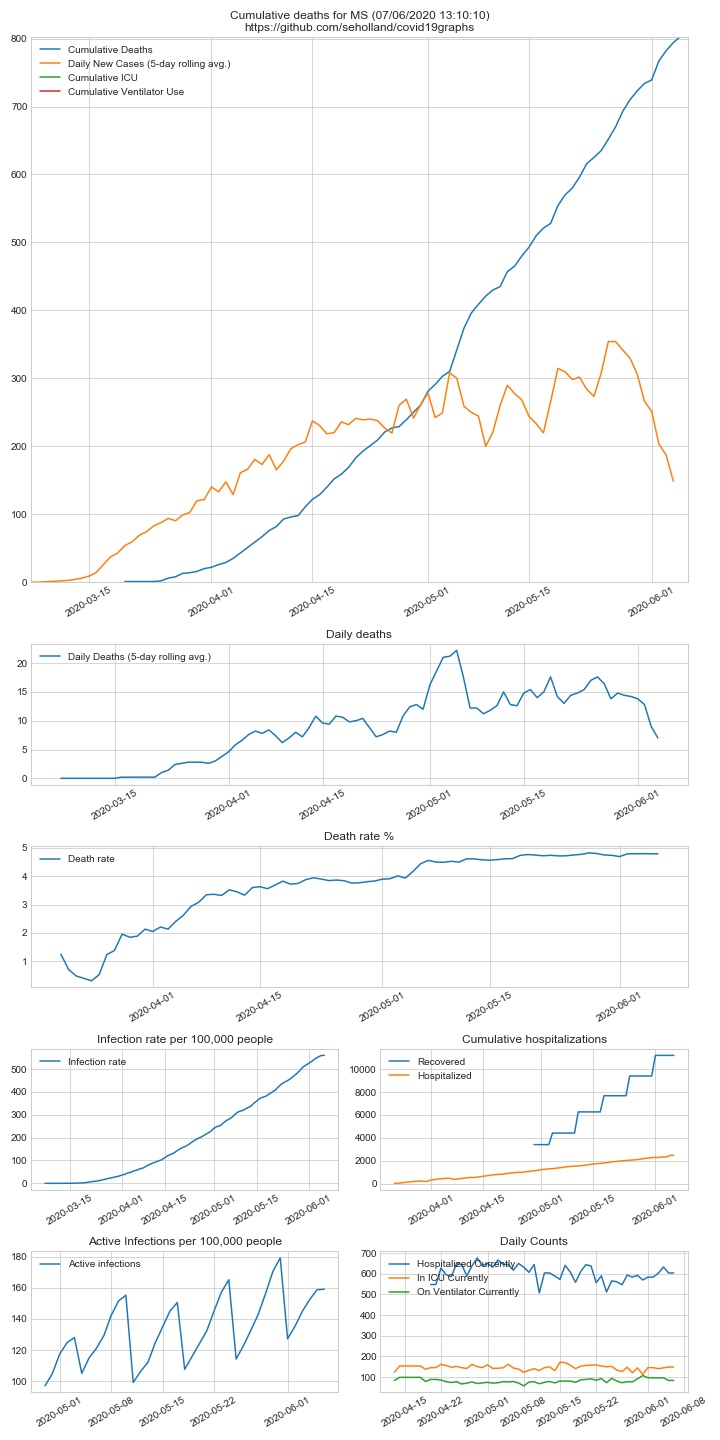 Cumulative deaths for MS (07/06/2020 13:10:10)
https://github.com/seholland/covid19graphs
Cumulative Deaths
Daily New Cases (5-day rolling avg.)
Cumulative ICU
Cumulative Ventilator Use
800
700
600
500
400
300
200
100
0
2020-03-15 2020-04-01 2020-04-15 2020-05-01 2020-05-15 2020-06-01
Daily deaths
Daily Deaths (5-day rolling avg.)
20
15
10
5
0
2020-03-15 2020-04-01 2020-04-15 2020-05-01 2020-05-15 2020-06-01
Death rate %
Death rate
5
4
3
2
1
2020-04-01 2020-04-15 2020-05-01 2020-05-15 2020-06-01
Infection rate per 100,000 people
Infection rate
500
400
300
200
100
0
2020-03-15 2020-04-01 2020-04-15 2020-05-01 2020-05-15 2020-06-01
Cumulative hospitalizations
Recovered
Hospitalized
10000
8000
6000
4000
2000
0
2020-04-01 2020-04-15 2020-05-01 2020-05-15 2020-06-01
Active Infections per 100,000 people
Active infections
180
160
140
120
100
2020-05-01 2020-05-08 2020-05-15 2020-05-22 2020-06-01
Daily Counts
Hospitalized Currently
In ICU Currently
On Ventilator Currently
700
600
500
400
300
200
100
2020-04-15 2020-04-22 2020-05-01 2020-05-08 2020-05-15 2020-05-22 2020-06-01 2020-06-08